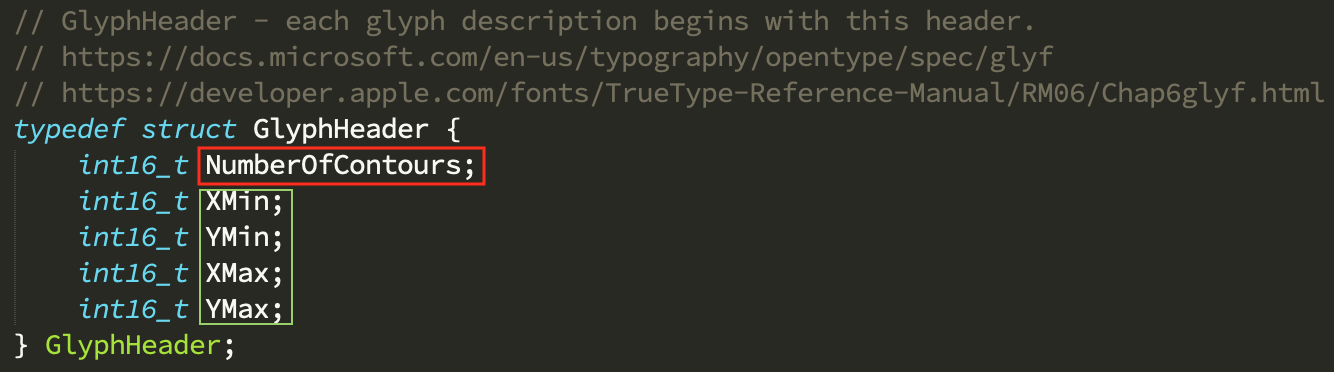 // GlyphHeader - each glyph description begins with this header.
// https://docs.microsoft.com/en-us/typography/opentype/spec/glyf
// https://developer.apple.com/fonts/TrueType-Reference-Manual/RM06/Chap6glyf.html
typedef struct GlyphHeader {
    int16_t NumberOfContours;
    int16_t XMin;
    int16_t YMin;
    int16_t XMax;
    int16_t YMax;
} GlyphHeader;